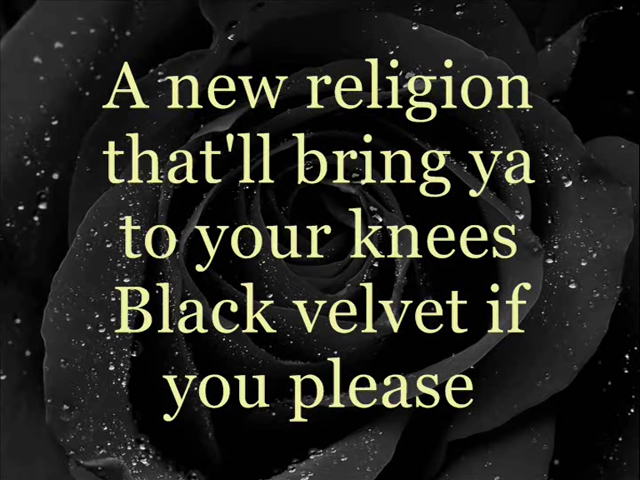 A new religion
that'll bring ya
to your knees
Black velvet if
you please